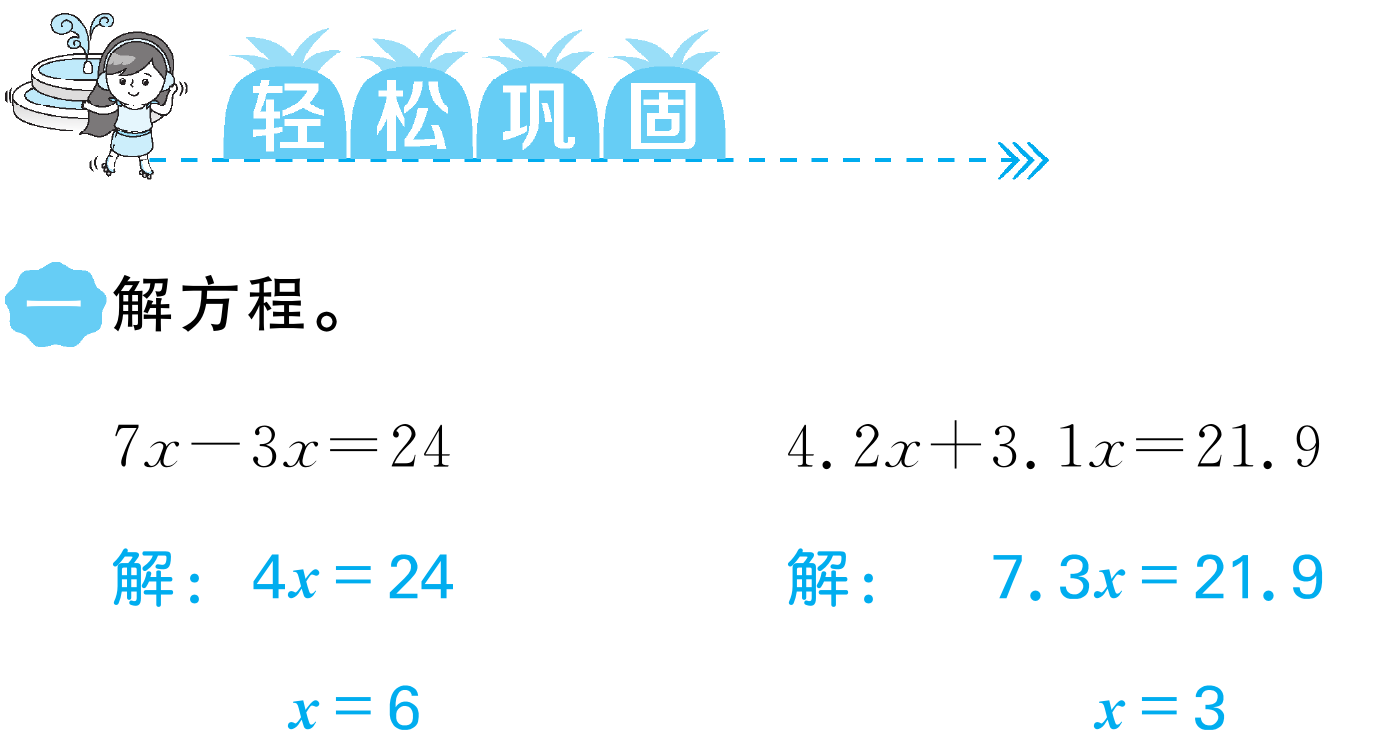 轻松巩固
一 解方程。
7x-3x=24 4.2x+3.1x=21.9
解: 4x=24 解: 7.3x=21.9
x=6 x=3